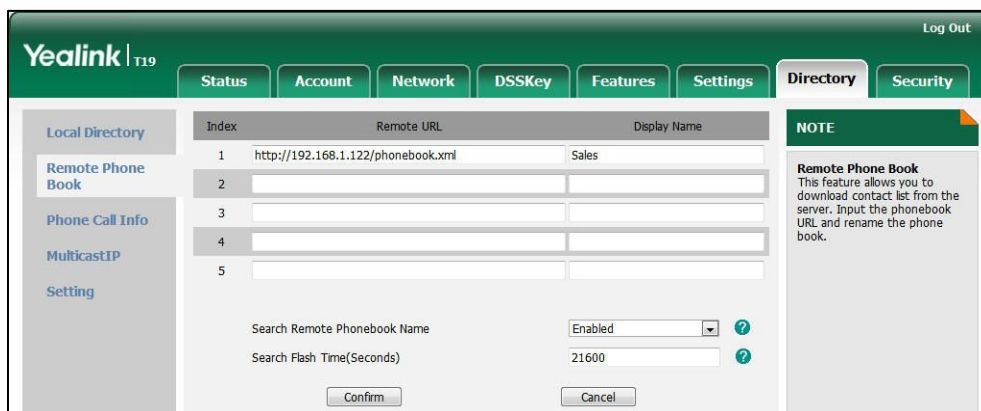 Log Out
Yealink T19
Status Account Network DSSKey Features Settings Directory Security
Local Directory
Remote Phone
Book
Phone Call Info
MulticastIP
Setting
Index Remote URL Display Name
1 http://192.168.1.122/phonebook.xml Sales
2
3
4
5
Search Remote Phonebook Name Enabled ?
Search Flash Time(Seconds) 21600 ?
Confirm Cancel
NOTE
Remote Phone Book
This feature allows you to
download contact list from the
server. Input the phonebook
URL and rename the phone
book.